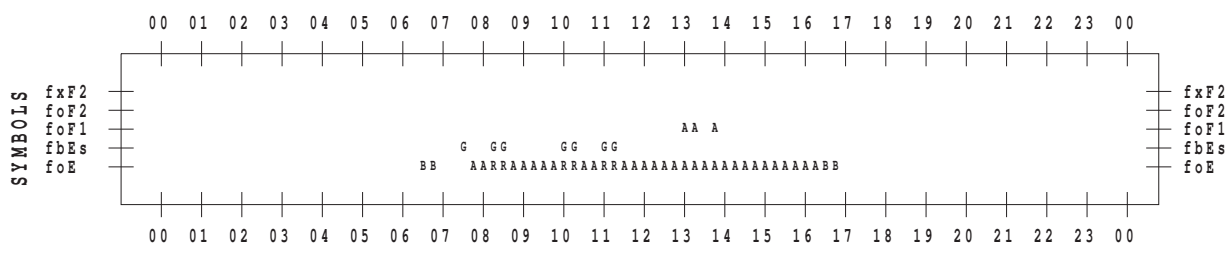 00 01 02 03 04 05 06 07 08 09 10 11 12 13 14 15 16 17 18 19 20 21 22 23 00
SYMBOLS
fxF2 fxF2
foF2 foF2
foF1 AA A foF1
fbEs G GG GG GG fbEs
foE BB AARRAAAAARRAARRAAAAAAAAAAAAAAAAAAAABB foE
00 01 02 03 04 05 06 07 08 09 10 11 12 13 14 15 16 17 18 19 20 21 22 23 00